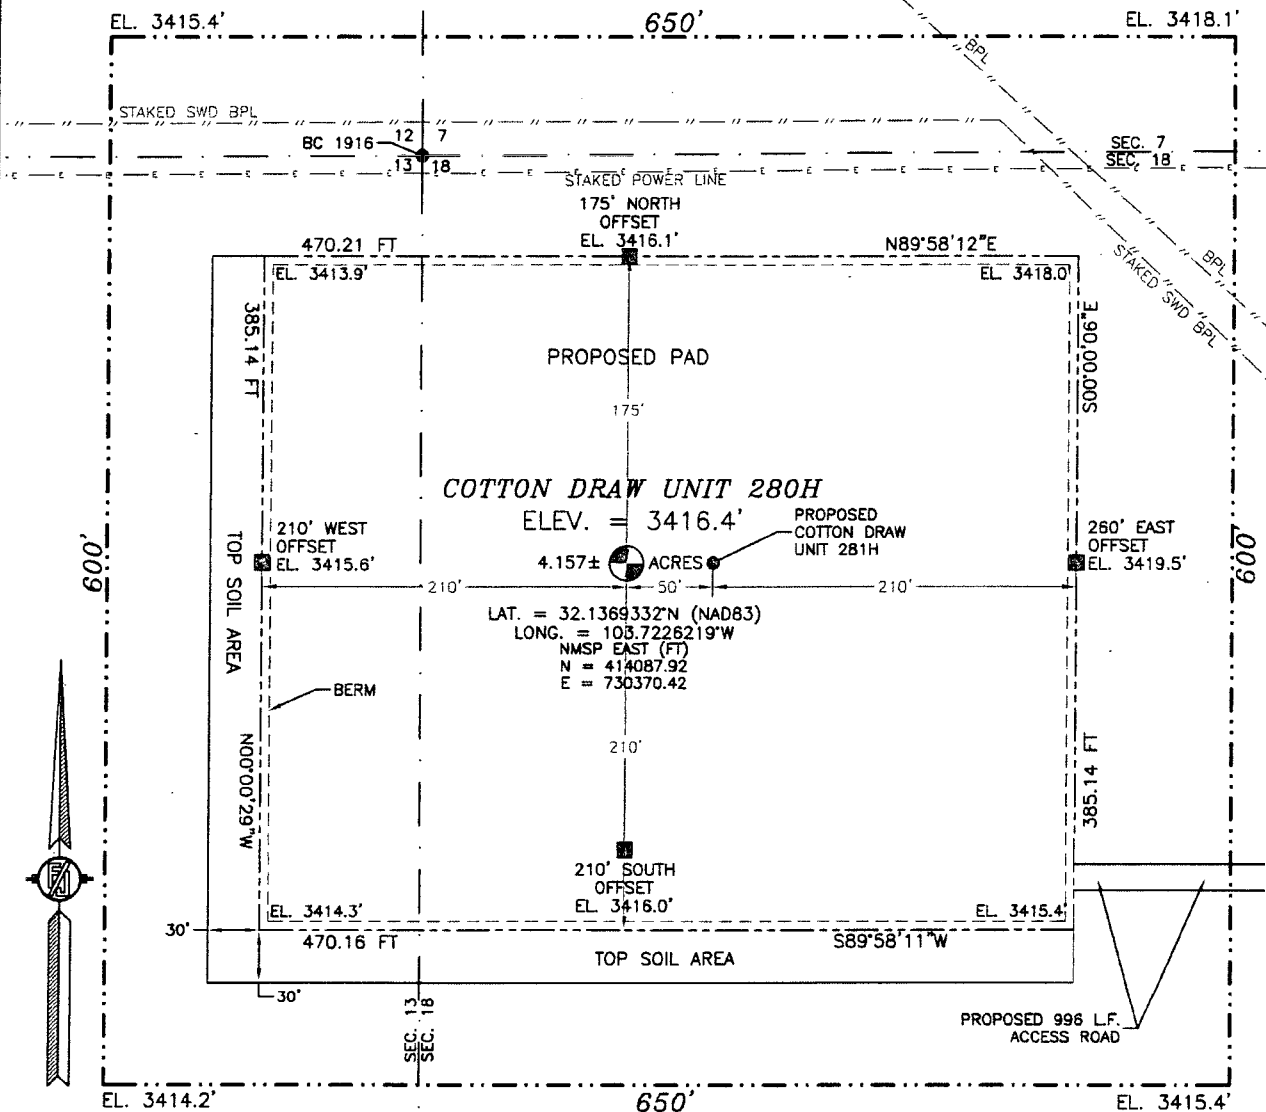 EL. 3415.4'
650'
EL. 3418.1'
BPL
STAKED SWD BPL
12 7
BC 1916
13 18
SEC. 7
SEC. 18
STAKED POWER LINE
175' NORTH
OFFSET
EL. 3416.1'
470.21 FT
N89°58'12"E
EL. 3413.9'
EL. 3418.0'
BPL
STAKED SWD BPL
385.14 FT
S00°00'06"E
PROPOSED PAD
175'
COTTON DRAW UNIT 280H
ELEV. = 3416.4'
PROPOSED
COTTON DRAW
UNIT 281H
210' WEST
OFFSET
EL. 3415.6'
260' EAST
OFFSET
EL. 3419.5'
600'
600'
TOP SOIL AREA
4.157± ACRES
210'
50'
210'
LAT. = 32.1369332°N (NAD83)
LONG. = 103.7226219°W
NMSP EAST (FT)
N = 414087.92
E = 730370.42
BERM
N00°00'29"W
210'
385.14 FT
210' SOUTH
OFFSET
EL. 3416.0'
EL. 3414.3'
EL. 3415.4'
30'
470.16 FT
S89°58'11"W
TOP SOIL AREA
30'
SEC. 13
SEC. 18
PROPOSED 996 L.F.
ACCESS ROAD
EL. 3414.2'
650'
EL. 3415.4'